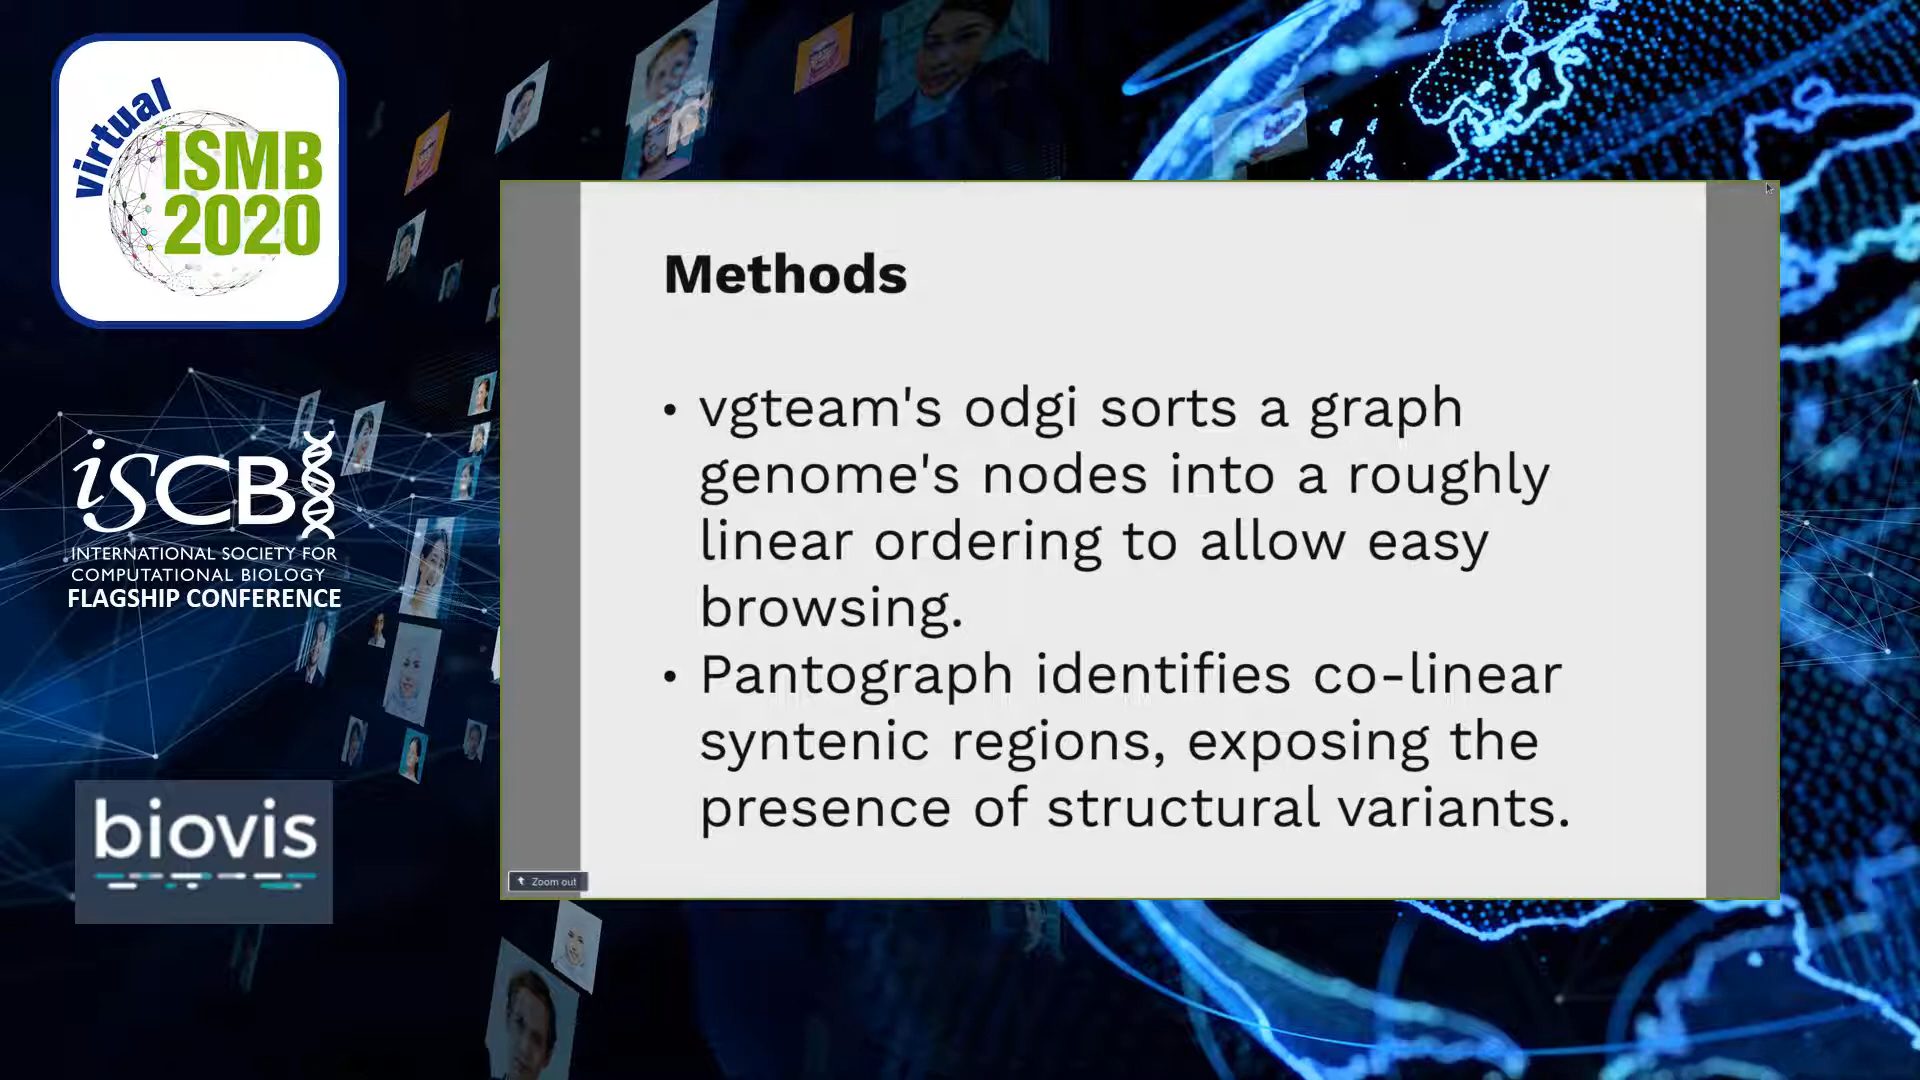 virtual
ISMB
2020
iSCB
INTERNATIONAL SOCIETY FOR
COMPUTATIONAL BIOLOGY
FLAGSHIP CONFERENCE
biovis
Methods
• vgteam's odgi sorts a graph
genome's nodes into a roughly
linear ordering to allow easy
browsing.
• Pantograph identifies co-linear
syntenic regions, exposing the
presence of structural variants.
Zoom out